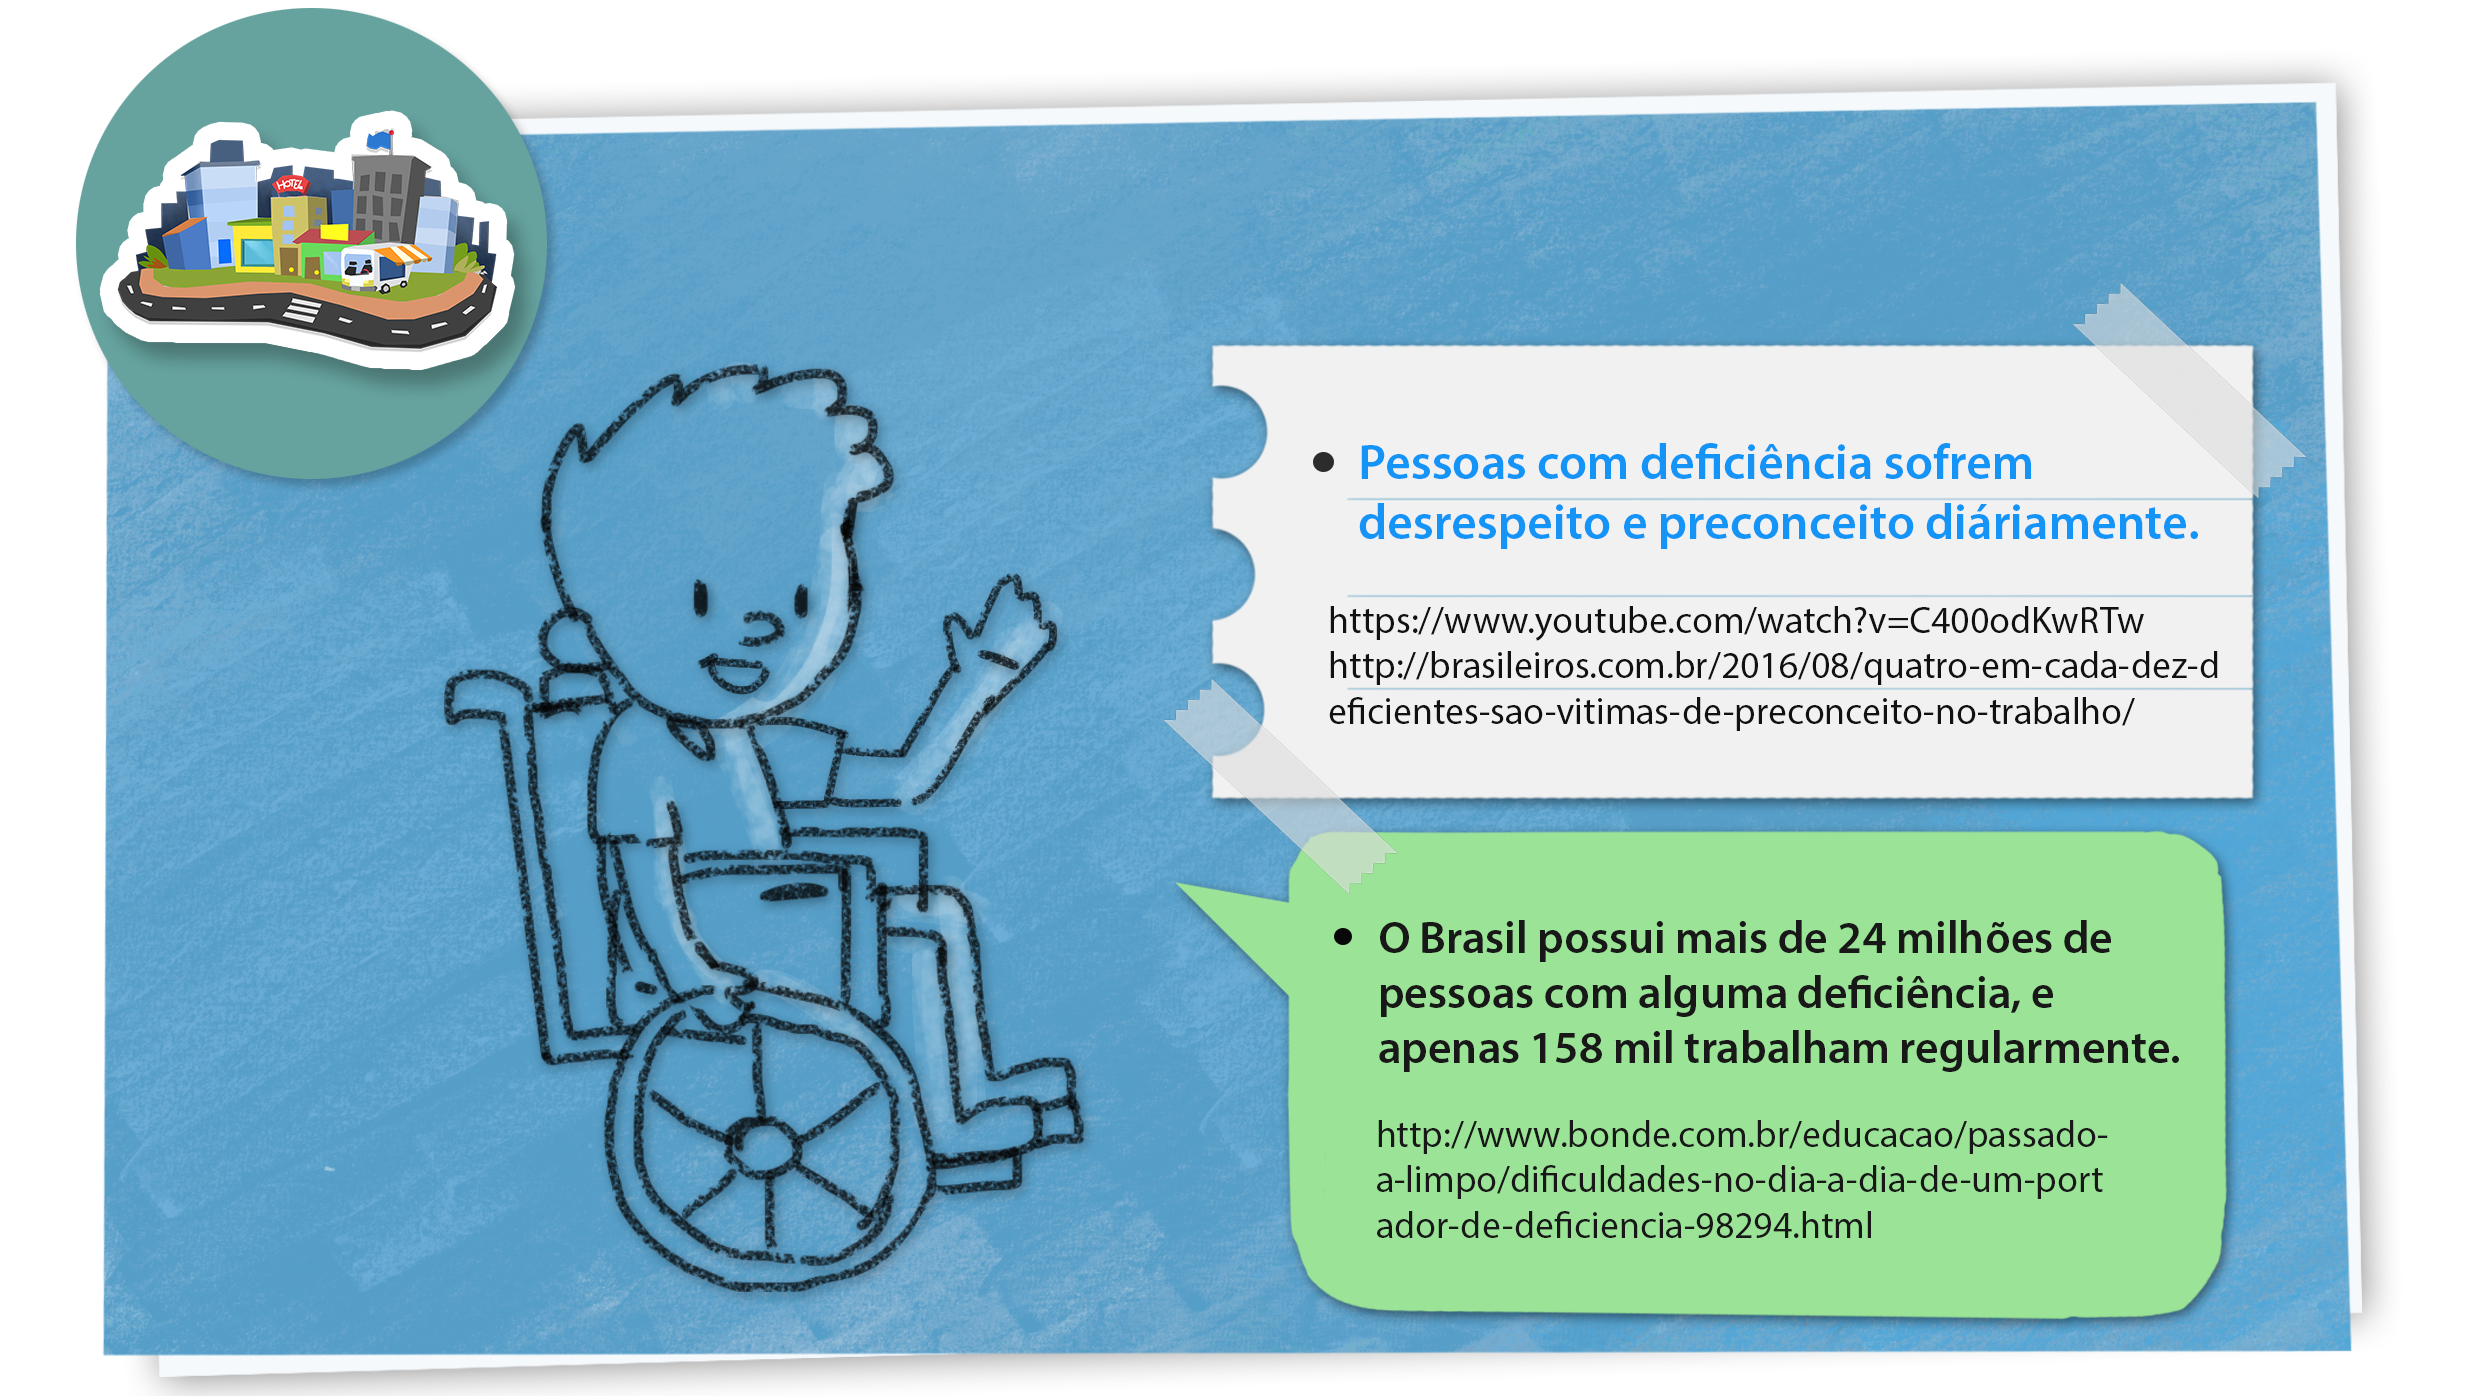 HOTEL
• Pessoas com deficiência sofrem
desrespeito e preconceito diáriamente.
https://www.youtube.com/watch?v=C400odKwRTw
http://brasileiros.com.br/2016/08/quatro-em-cada-dez-d
eficientes-sao-vitimas-de-preconceito-no-trabalho/
• O Brasil possui mais de 24 milhões de
pessoas com alguma deficiência, e
apenas 158 mil trabalham regularmente.
http://www.bonde.com.br/educacao/passado-
a-limpo/dificuldades-no-dia-a-dia-de-um-port
ador-de-deficiencia-98294.html